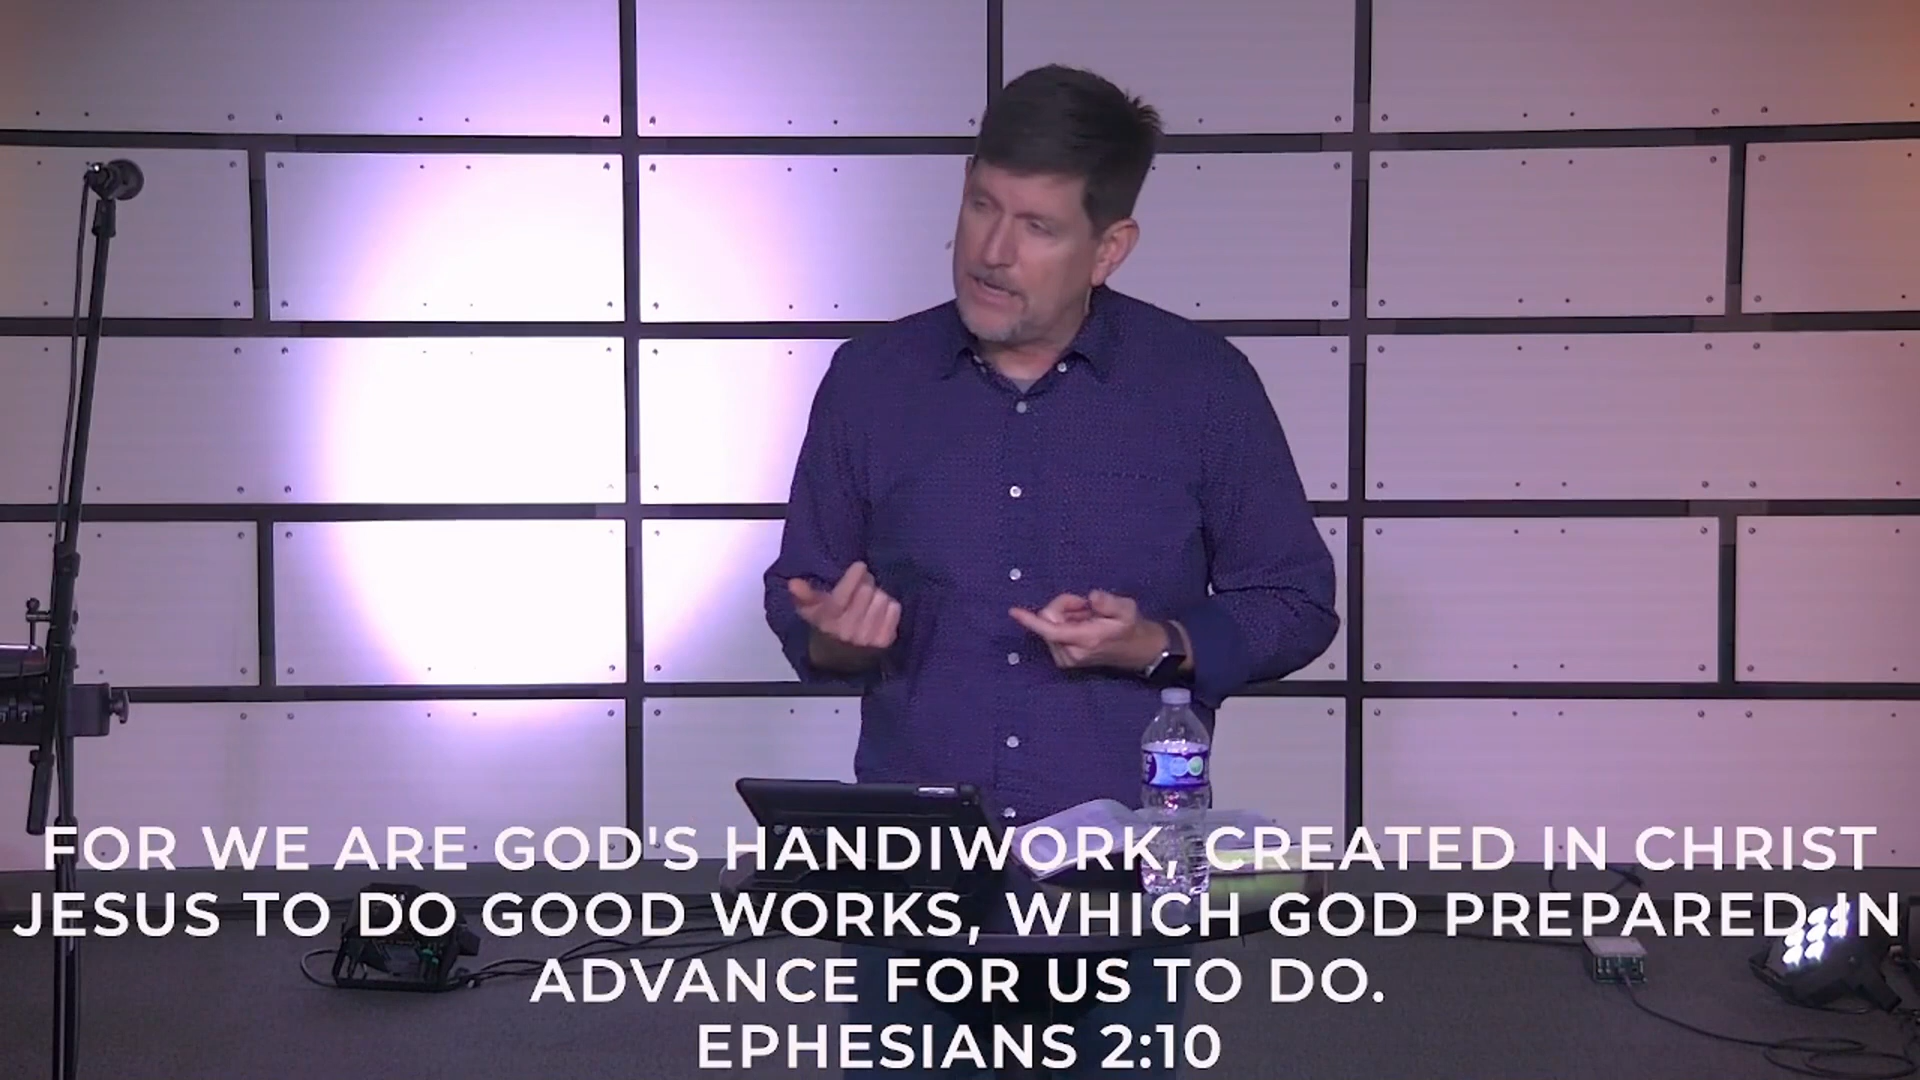 FOR WE ARE GOD'S HANDIWORK, CREATED IN CHRIST
JESUS TO DO GOOD WORKS, WHICH GOD PREPARED IN
ADVANCE FOR US TO DO.
EPHESIANS 2:10